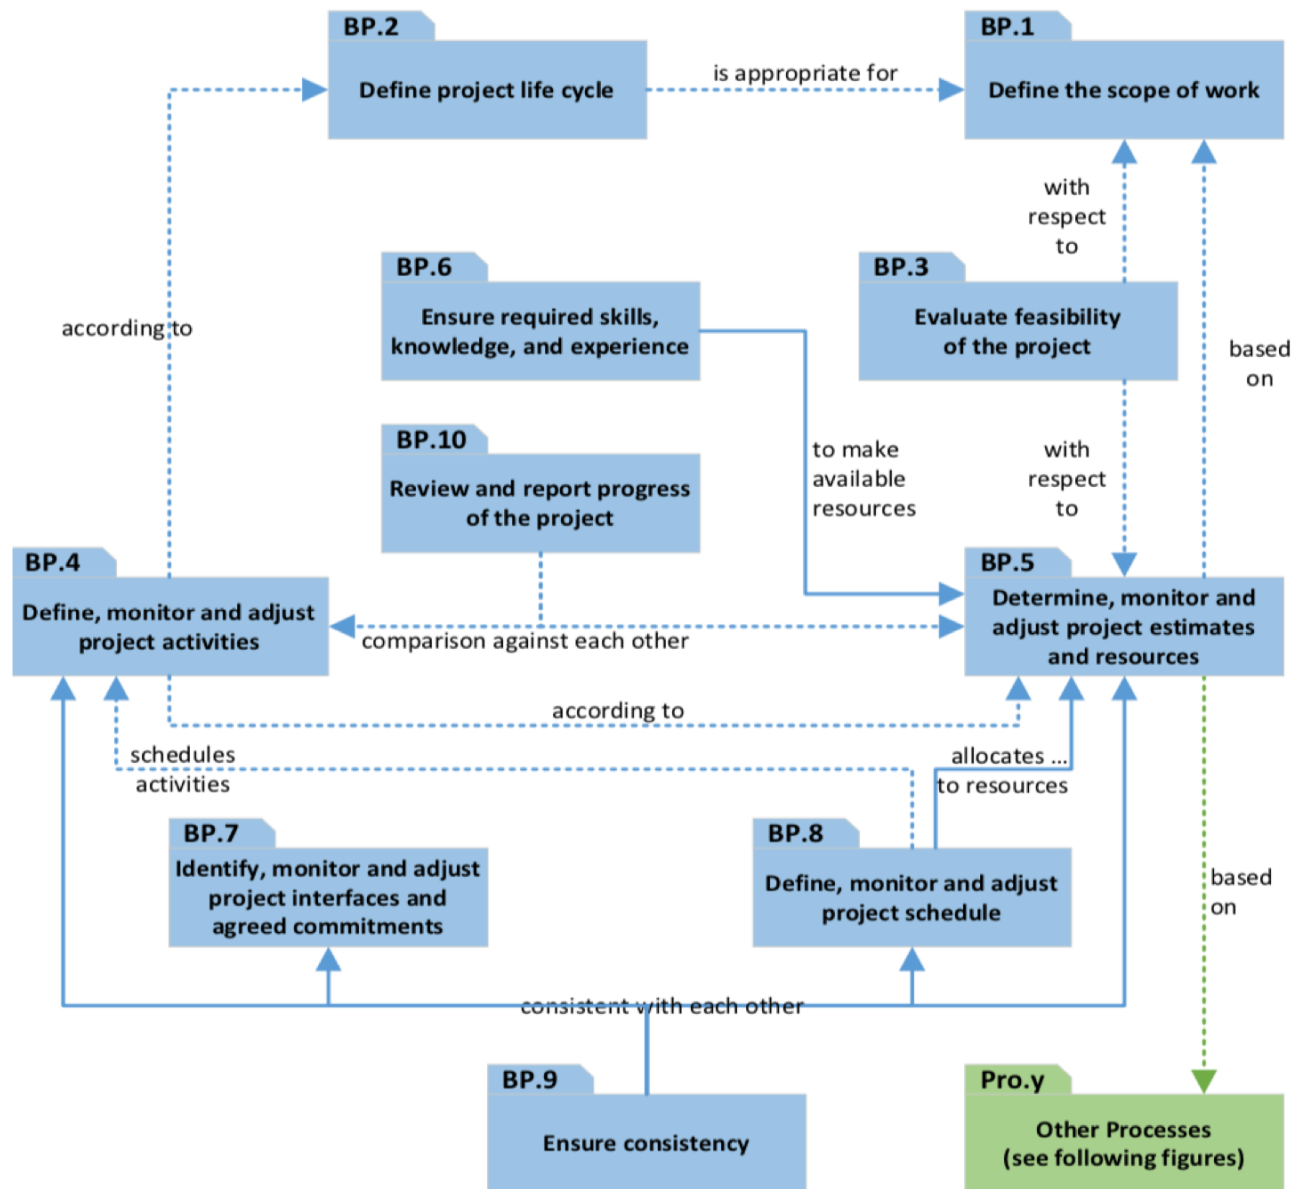 BP.2
Define project life cycle
is appropriate for
BP.1
Define the scope of work
with
respect
to
BP.6
Ensure required skills,
knowledge, and experience
BP.3
Evaluate feasibility
of the project
according to
based
on
BP.10
Review and report progress
of the project
to make
available
resources
with
respect
to
BP.4
Define, monitor and adjust
project activities
comparison against each other
BP.5
Determine, monitor and
adjust project estimates
and resources
according to
schedules
activities
allocates ...
to resources
BP.7
Identify, monitor and adjust
project interfaces and
agreed commitments
BP.8
Define, monitor and adjust
project schedule
based
on
consistent with each other
BP.9
Ensure consistency
Pro.y
Other Processes
(see following figures)